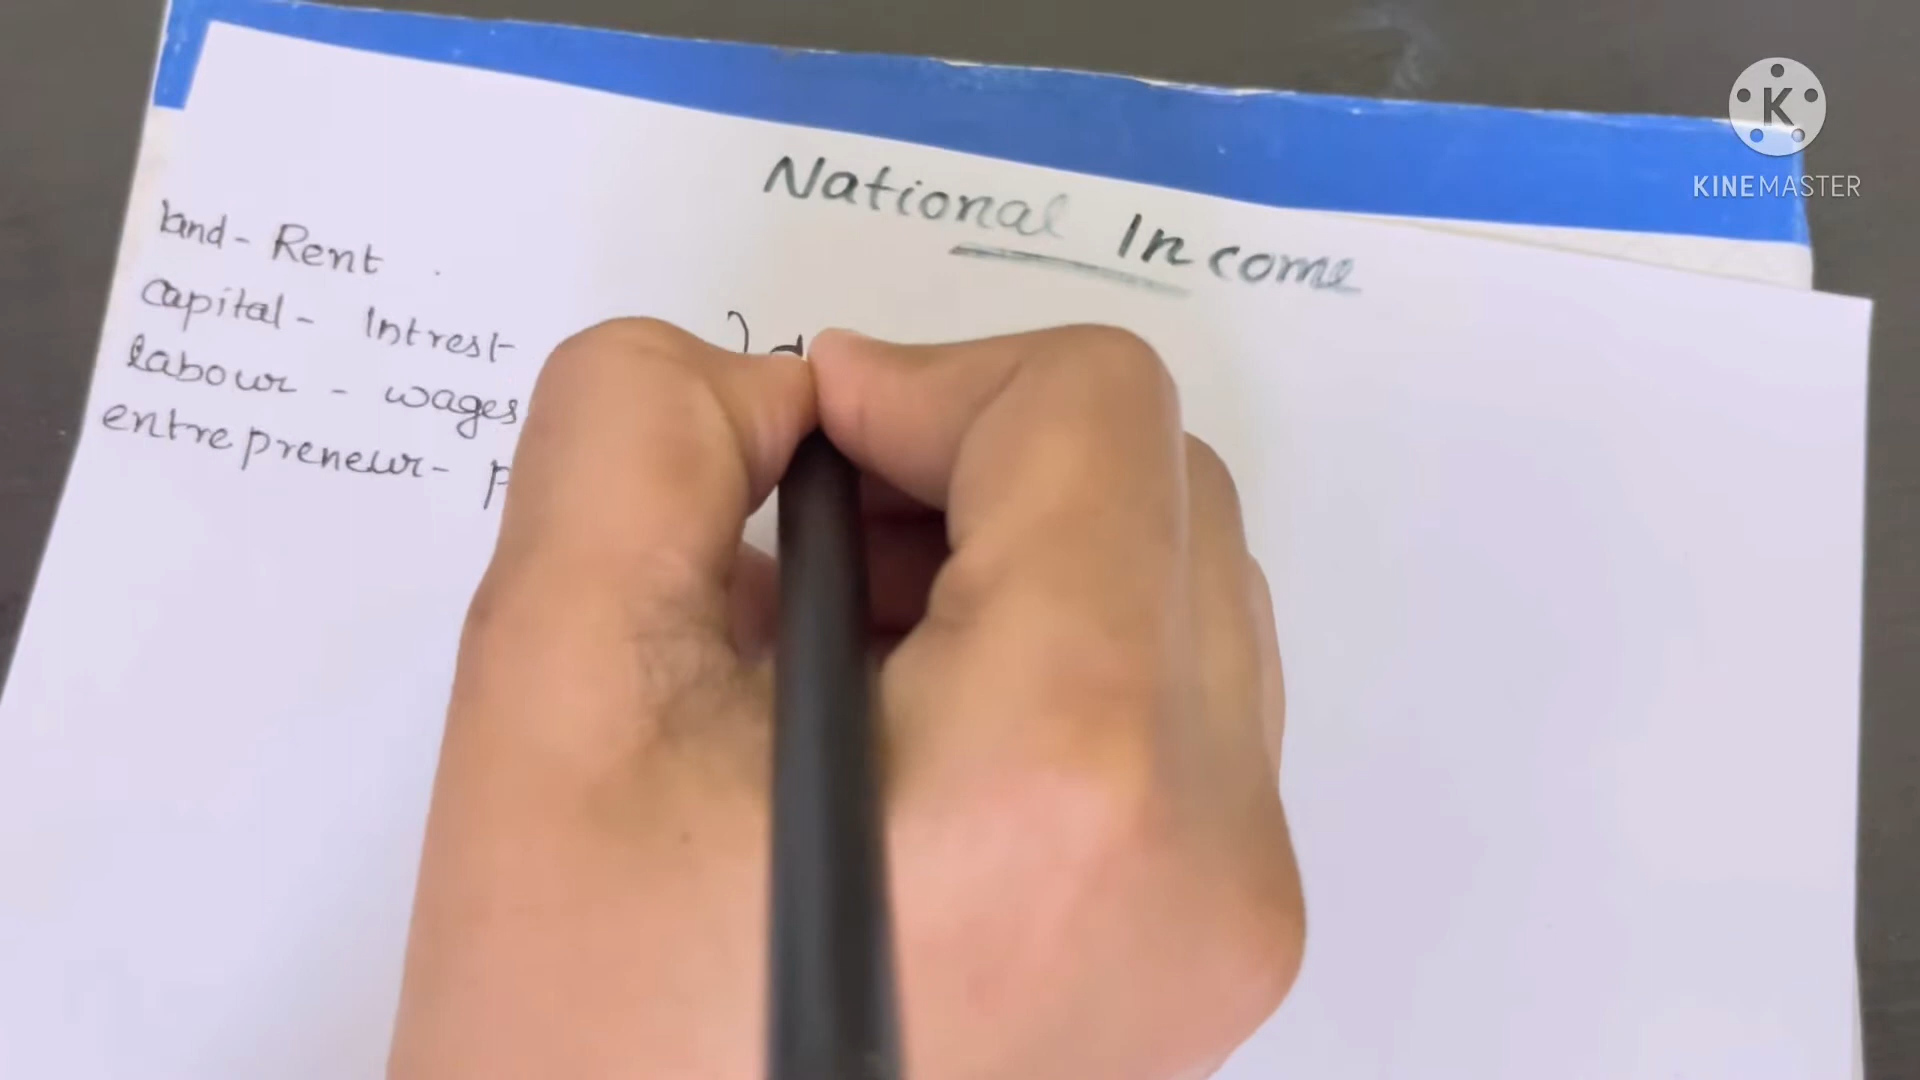 National Income
land - Rent .
Capital - Intrest
labour - wages
entrepreneur - p
K
KINEMASTER